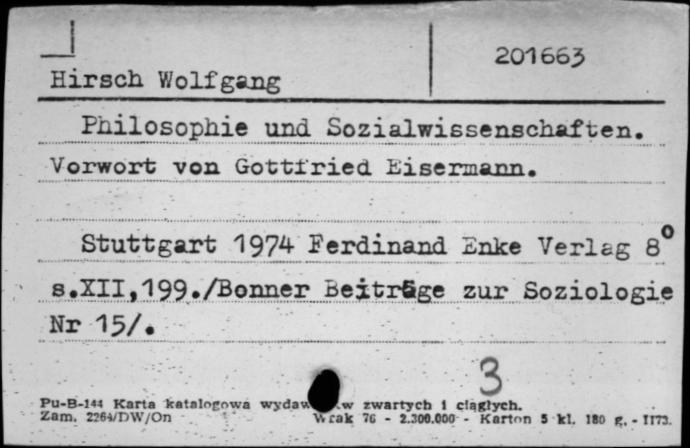 201663
Hirsch Wolfgang
Philosophie und Sozialwissenschaften.
Vorwort von Gottfried Eisermann.
Stuttgart 1974 Ferdinand Enke Verlag 8°
s.XII,199./Bonner Beiträge zur Soziologie
Nr 15/.
3
Pu-B-144 Karta katalogowa wydaw w zwartych i ciągłych.
Zam. 2264/DW/On Wrak 76 - 2.300.000 - Karton 5 kl. 180 g. - 1173.